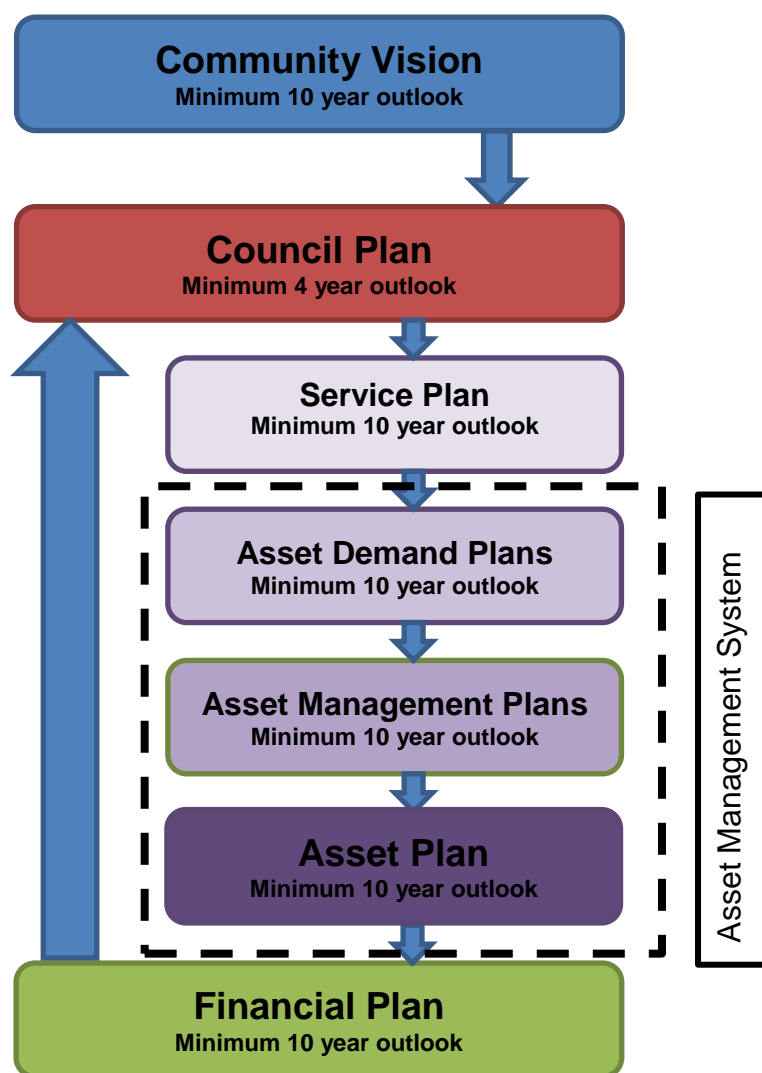 Community Vision
Minimum 10 year outlook
Council Plan
Minimum 4 year outlook
Service Plan
Minimum 10 year outlook
Asset Demand Plans
Minimum 10 year outlook
Asset Management Plans
Minimum 10 year outlook
Asset Plan
Minimum 10 year outlook
Financial Plan
Minimum 10 year outlook
Asset Management System